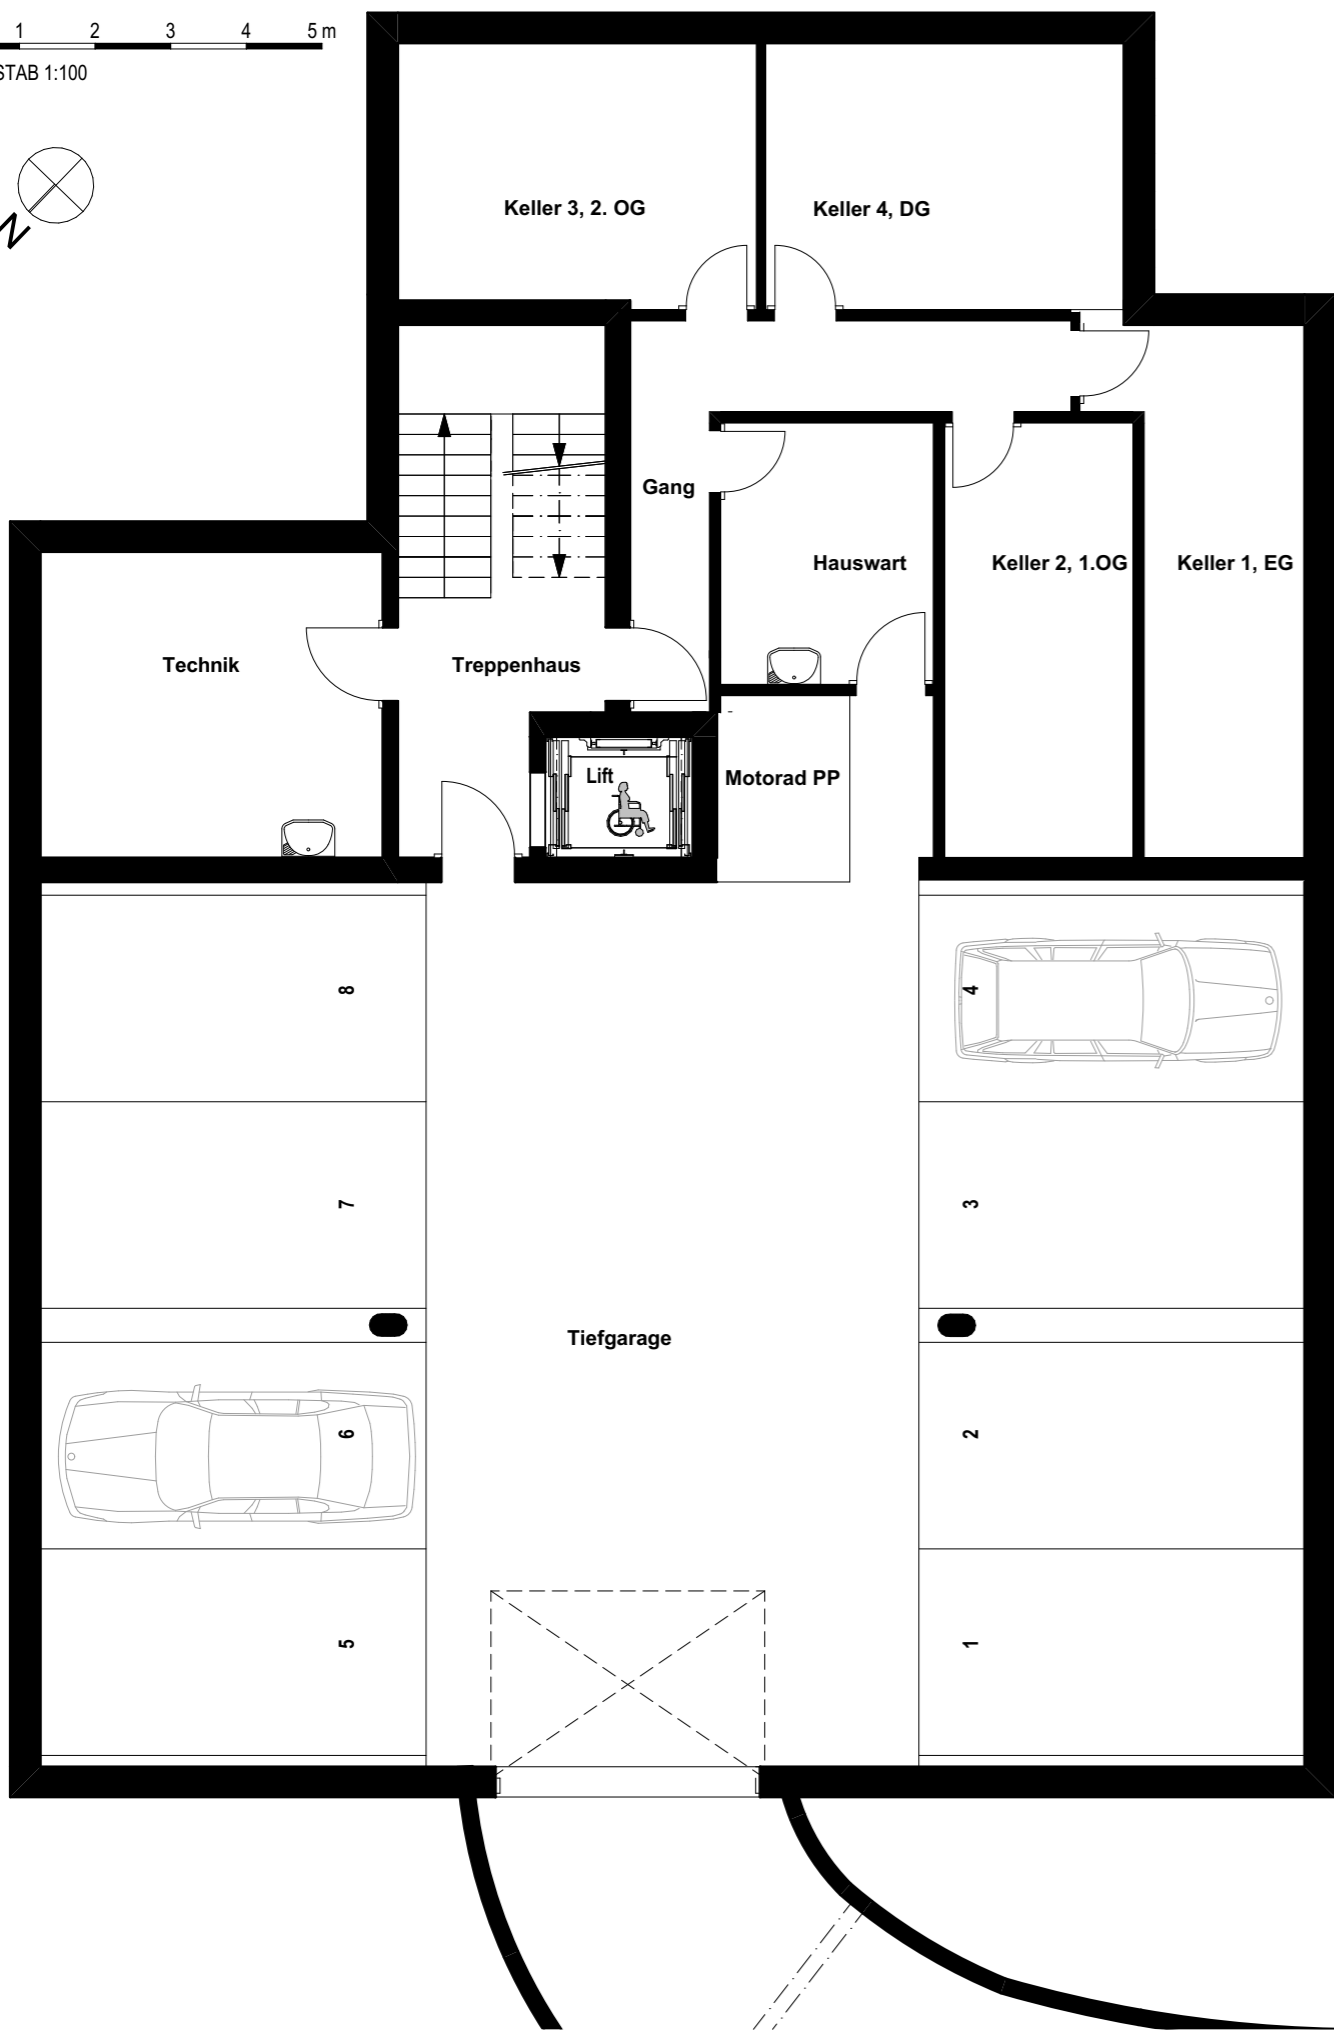 1 2 3 4 5 m
STAB 1:100
N
Keller 3, 2. OG
Keller 4, DG
Gang
Hauswart
Keller 2, 1.OG
Keller 1, EG
Technik
Treppenhaus
Lift
Motorad PP
8
4
7
3
Tiefgarage
6
2
5
1